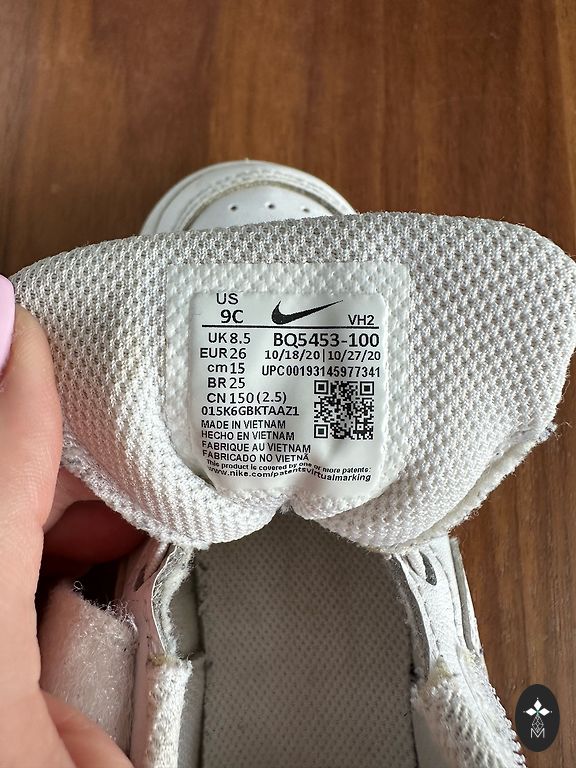 US
9C
VH2
UK 8.5
BQ5453-100
EUR 26
10/18/20 | 10/27/20
cm 15
UPC00193145977341
BR 25
CN 150 (2.5)
015K6GBKTAAZ1
MADE IN VIETNAM
HECHO EN VIETNAM
FABRIQUE AU VIETNAM
FABRICADO NO VIETNÃ
This product is covered by one or more patents:
www.nike.com/patentsvirtualmarking
M